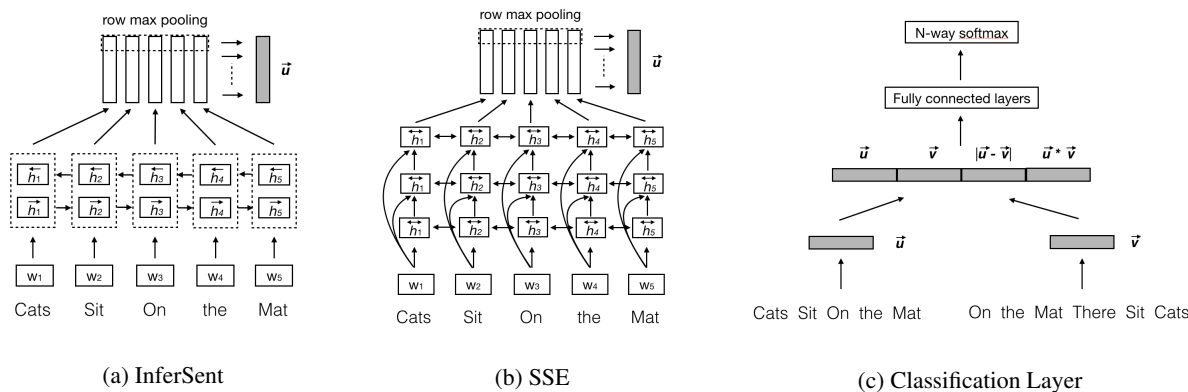 row max pooling
u⃗
h⃖₁ h⃖₂ h⃖₃ h⃖₄ h⃖₅
h⃗₁ h⃗₂ h⃗₃ h⃗₄ h⃗₅
w₁ w₂ w₃ w₄ w₅
Cats Sit On the Mat
(a) InferSent
row max pooling
u⃗
h⃡₁ h⃡₂ h⃡₃ h⃡₄ h⃡₅
h⃡₁ h⃡₂ h⃡₃ h⃡₄ h⃡₅
h⃡₁ h⃡₂ h⃡₃ h⃡₄ h⃡₅
w₁ w₂ w₃ w₄ w₅
Cats Sit On the Mat
(b) SSE
N-way softmax
Fully connected layers
u⃗ v⃗ |u⃗ - v⃗| u⃗ * v⃗
u⃗ v⃗
Cats Sit On the Mat On the Mat There Sit Cats
(c) Classification Layer